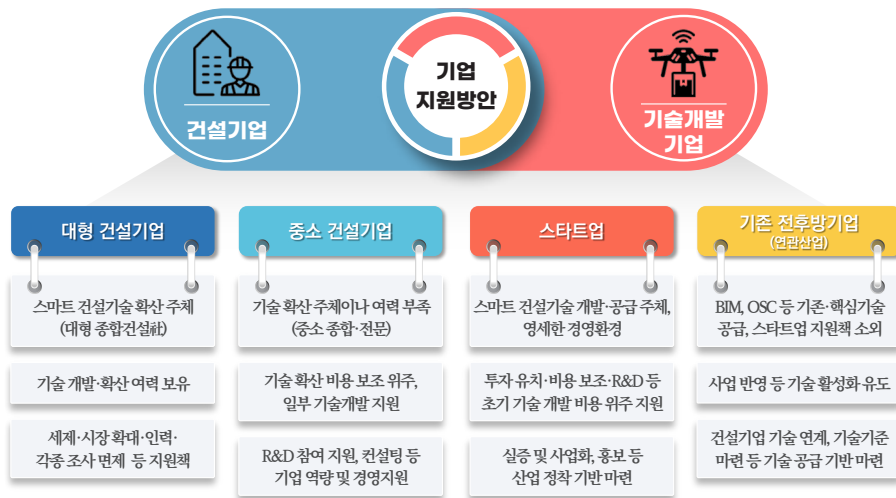 기업
지원방안
건설기업
기술개발
기업
대형 건설기업
스마트 건설기술 확산 주체
(대형 종합건설社)
기술 개발·확산 여력 보유
세제·시장 확대·인력·
각종 조사 면제 등 지원책
중소 건설기업
기술 확산 주체이나 여력 부족
(중소 종합·전문)
기술 확산 비용 보조 위주,
일부 기술개발 지원
R&D 참여 지원, 컨설팅 등
기업 역량 및 경영지원
스타트업
스마트 건설기술 개발·공급 주체,
영세한 경영환경
투자 유치·비용 보조·R&D 등
초기 기술 개발 비용 위주 지원
실증 및 사업화, 홍보 등
산업 정착 기반 마련
기존 전후방기업
(연관산업)
BIM, OSC 등 기존·핵심기술
공급, 스타트업 지원책 소외
사업 반영 등 기술 활성화 유도
건설기업 기술 연계, 기술기준
마련 등 기술 공급 기반 마련